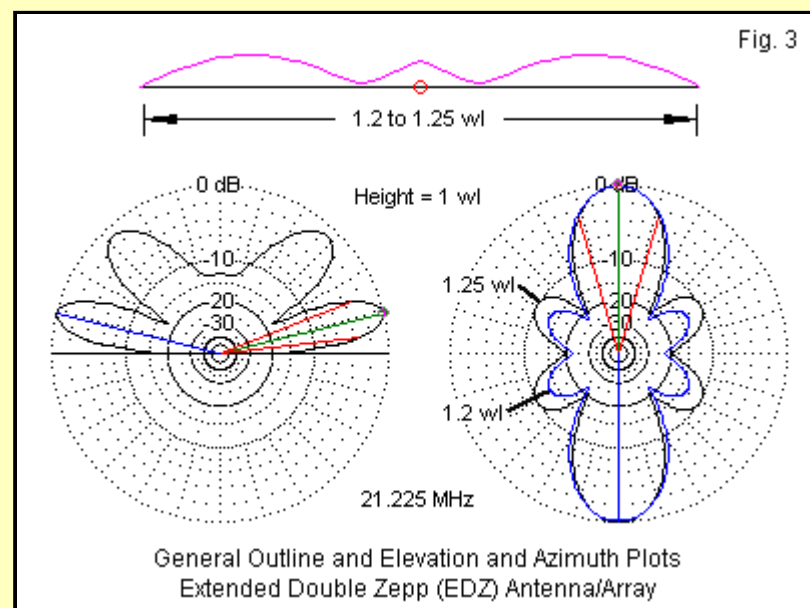 Fig. 3
1.2 to 1.25 wl
0 dB
Height = 1 wl
0 dB
-10
-10
1.25 wl
20
20
30
30
1.2 wl
21.225 MHz
General Outline and Elevation and Azimuth Plots
Extended Double Zepp (EDZ) Antenna/Array